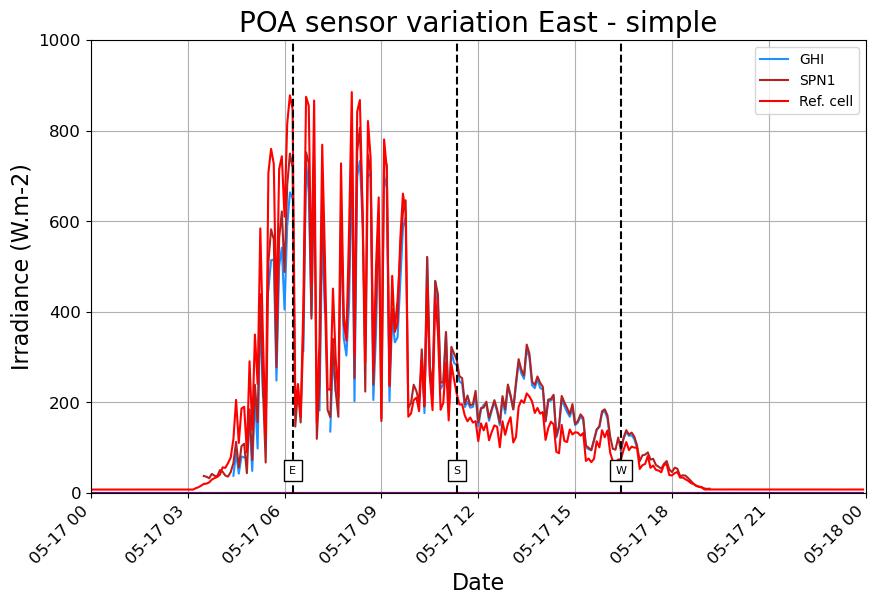 POA sensor variation East - simple
1000
800
600
400
200
0
Irradiance (W.m-2)
GHI
SPN1
Ref. cell
E
S
W
05-17 00
05-17 03
05-17 06
05-17 09
05-17 12
05-17 15
05-17 18
05-17 21
05-18 00
Date